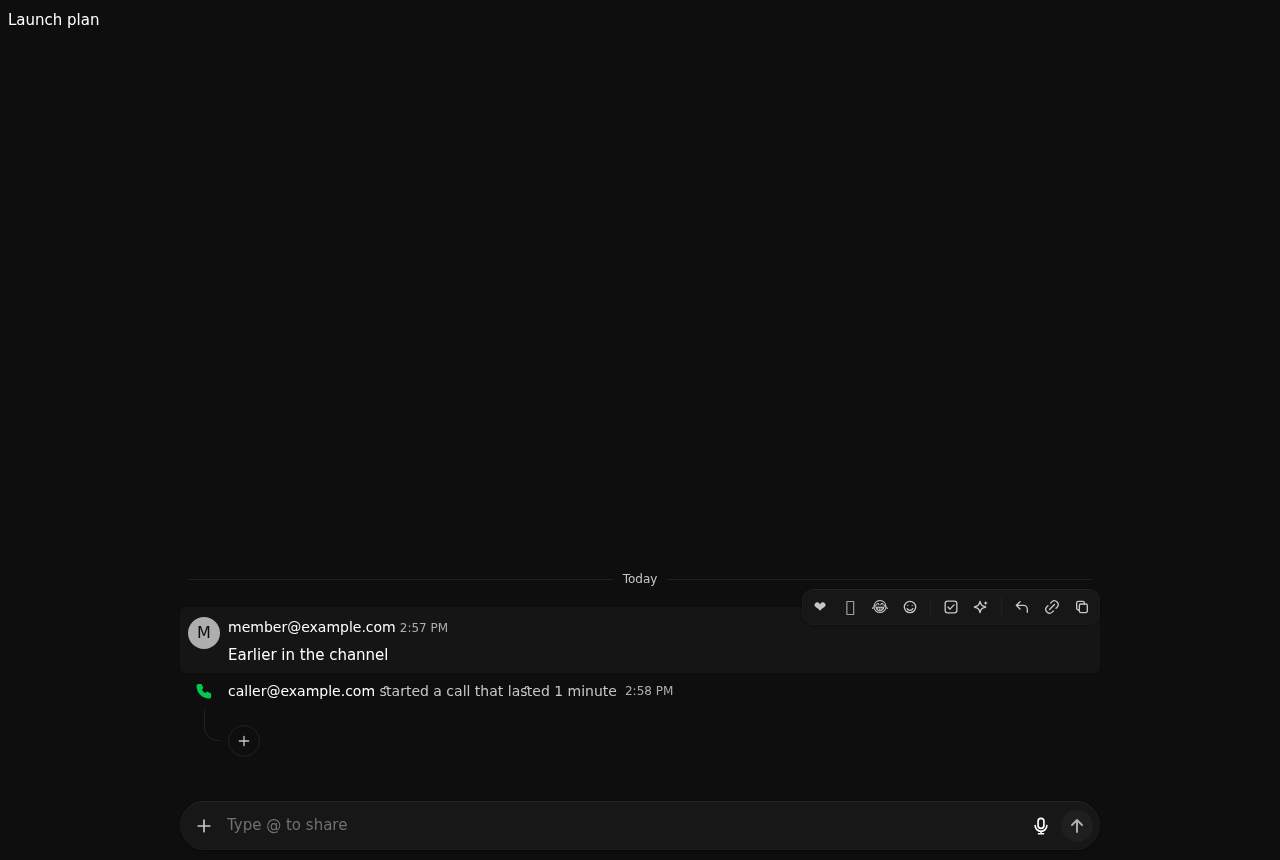 Launch plan
Today
M
member@example.com 2:57 PM
Earlier in the channel
caller@example.com started a call that lasted 1 minute 2:58 PM
Type @ to share